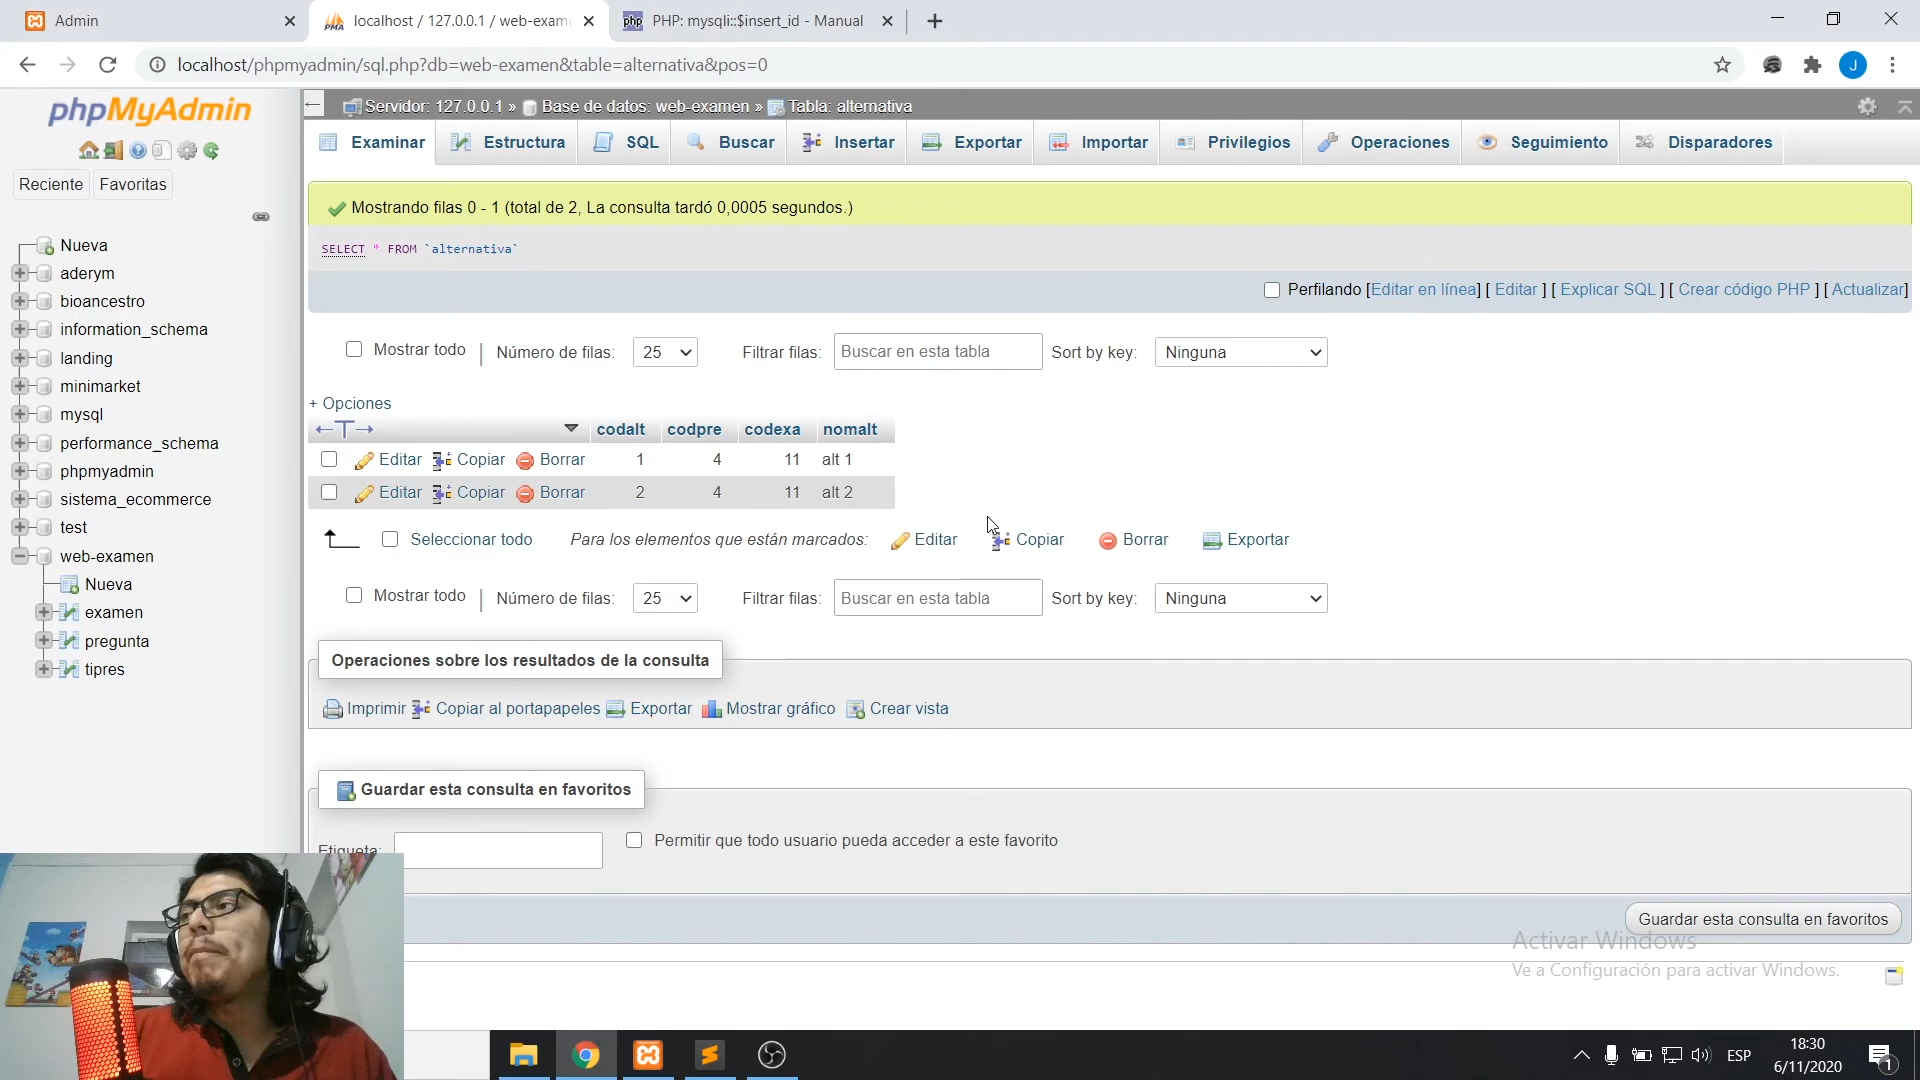 Admin
localhost / 127.0.0.1 / web-exam
PHP: mysqli::$insert_id - Manual
localhost/phpmyadmin/sql.php?db=web-examen&table=alternativa&pos=0
J
phpMyAdmin
Reciente
Favoritas
Nueva
aderym
bioancestro
information_schema
landing
minimarket
mysql
performance_schema
phpmyadmin
sistema_ecommerce
test
web-examen
Nueva
examen
pregunta
tipres
Servidor: 127.0.0.1 » Base de datos: web-examen » Tabla: alternativa
Examinar Estructura SQL Buscar Insertar Exportar Importar Privilegios Operaciones Seguimiento Disparadores
Mostrando filas 0 - 1 (total de 2, La consulta tardó 0,0005 segundos.)
SELECT * FROM `alternativa`
Perfilando [Editar en línea] [ Editar ] [ Explicar SQL ] [ Crear código PHP ] [ Actualizar]
Mostrar todo | Número de filas: 25 Filtrar filas: Buscar en esta tabla Sort by key: Ninguna
+ Opciones
←T→ codalt codpre codexa nomalt
Editar Copiar Borrar 1 4 11 alt 1
Editar Copiar Borrar 2 4 11 alt 2
Seleccionar todo Para los elementos que están marcados: Editar Copiar Borrar Exportar
Mostrar todo | Número de filas: 25 Filtrar filas: Buscar en esta tabla Sort by key: Ninguna
Operaciones sobre los resultados de la consulta
Imprimir Copiar al portapapeles Exportar Mostrar gráfico Crear vista
Guardar esta consulta en favoritos
Etiqueta: Permitir que todo usuario pueda acceder a este favorito
Guardar esta consulta en favoritos
Activar Windows
Ve a Configuración para activar Windows.
ESP
18:30
6/11/2020
1